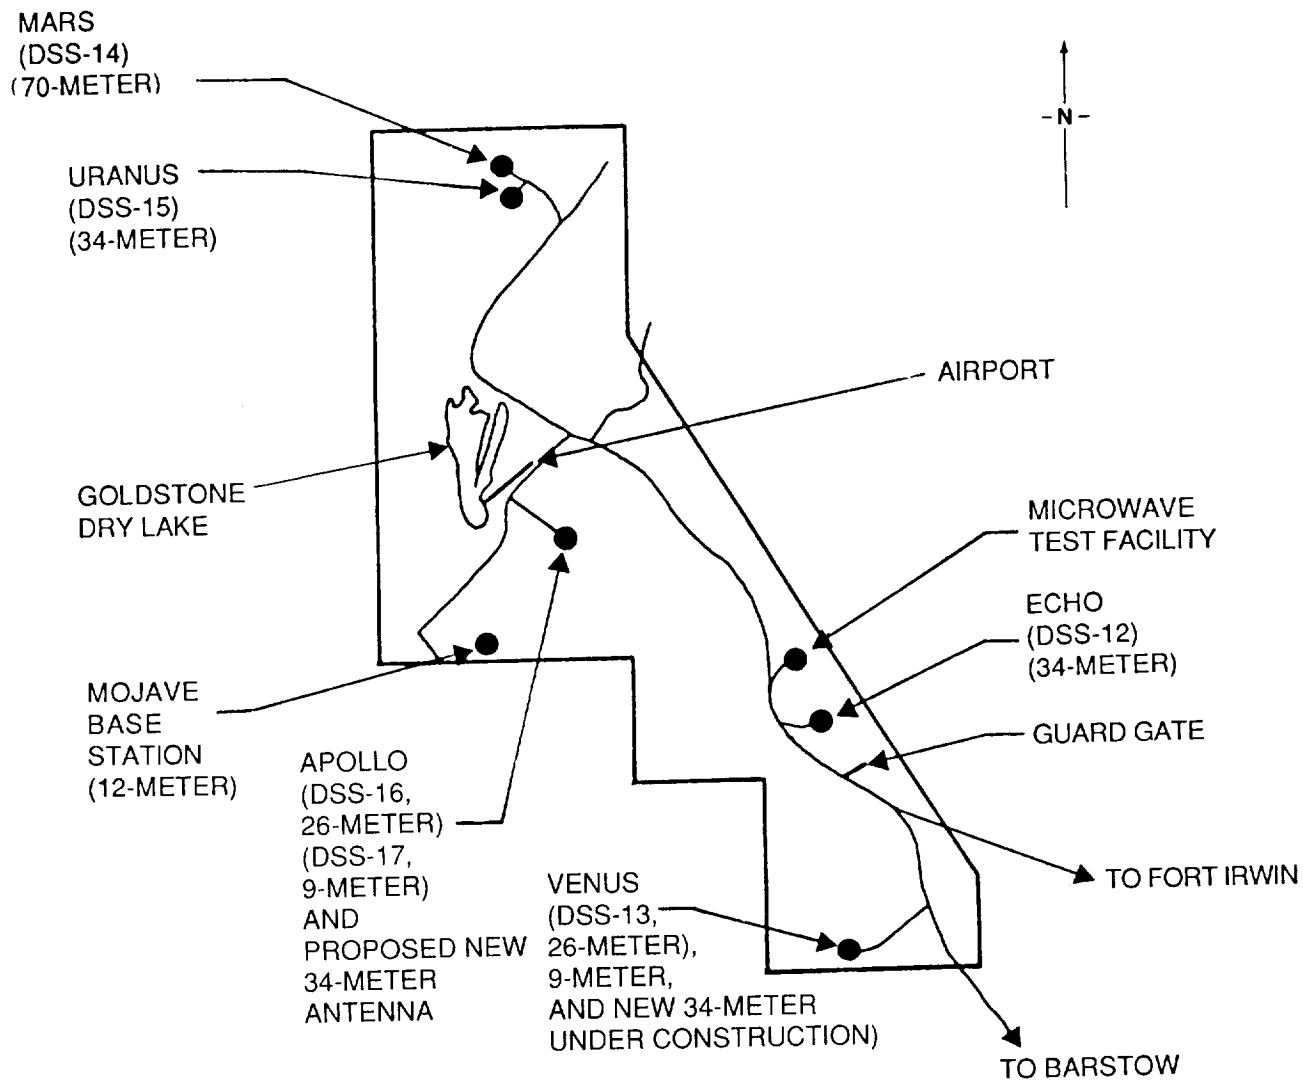 MARS
(DSS-14)
(70-METER)
-N-
URANUS
(DSS-15)
(34-METER)
AIRPORT
GOLDSTONE
DRY LAKE
MICROWAVE
TEST FACILITY
ECHO
(DSS-12)
(34-METER)
GUARD GATE
MOJAVE
BASE
STATION
(12-METER)
APOLLO
(DSS-16,
26-METER)
(DSS-17,
9-METER)
AND
PROPOSED NEW
34-METER
ANTENNA
VENUS
(DSS-13,
26-METER),
9-METER,
AND NEW 34-METER
UNDER CONSTRUCTION)
TO FORT IRWIN
TO BARSTOW